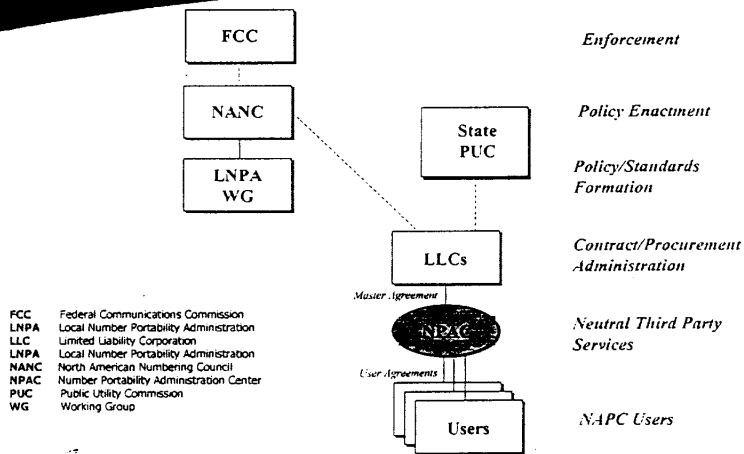 FCC
Enforcement
NANC
Policy Enactment
State
PUC
LNPA
WG
Policy/Standards
Formation
LLCs
Contract/Procurement
Administration
Master Agreement
NPAC
Neutral Third Party
Services
User Agreements
Users
NAPC Users
FCC Federal Communications Commission
LNPA Local Number Portability Administration
LLC Limited Liability Corporation
LNPA Local Number Portability Administration
NANC North American Numbering Council
NPAC Number Portability Administration Center
PUC Public Utility Commission
WG Working Group